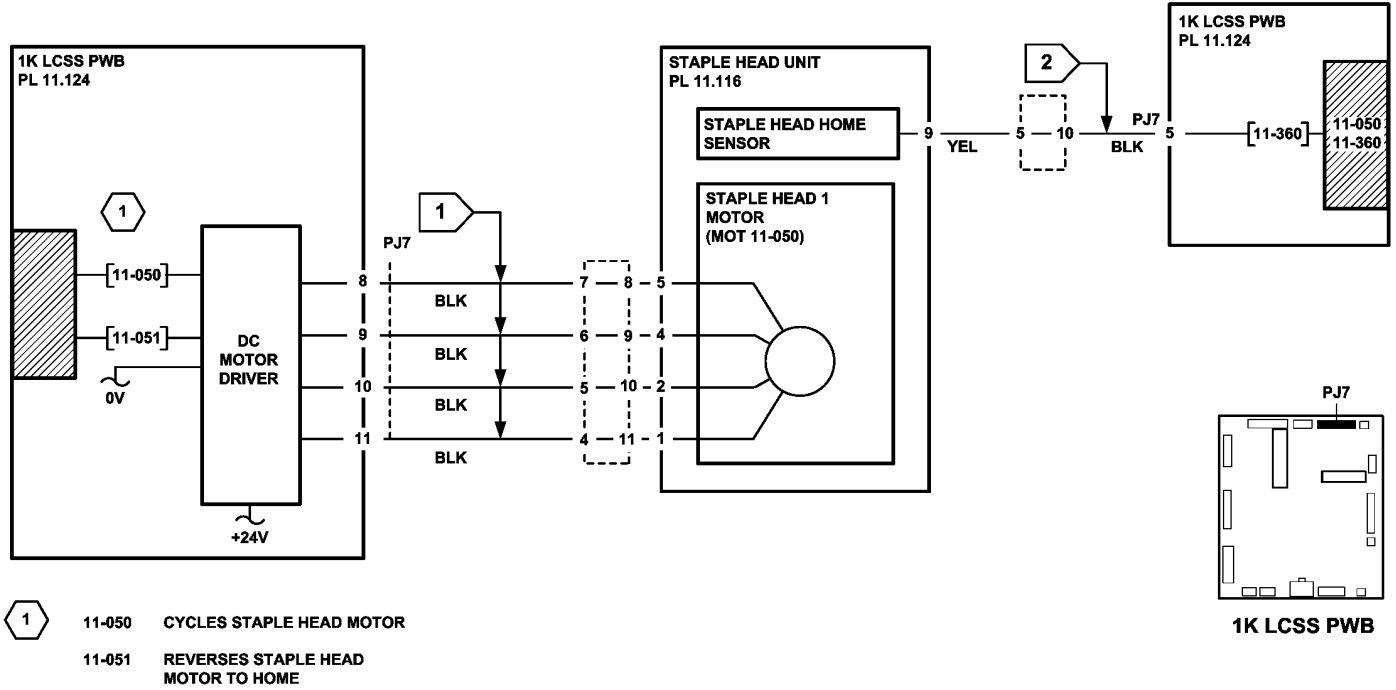 1K LCSS PWB
PL 11.124
1
11-050
11-051
0V
DC
MOTOR
DRIVER
+24V
PJ7
1
8
9
10
11
BLK
BLK
BLK
BLK
7 8 5
6 9 4
5 10 2
4 11 1
STAPLE HEAD UNIT
PL 11.116
STAPLE HEAD HOME
SENSOR
STAPLE HEAD 1
MOTOR
(MOT 11-050)
9
YEL
5 10
2
BLK
PJ7
5
1K LCSS PWB
PL 11.124
11-360
11-050
11-360
PJ7
1K LCSS PWB
1
11-050 CYCLES STAPLE HEAD MOTOR
11-051 REVERSES STAPLE HEAD
MOTOR TO HOME